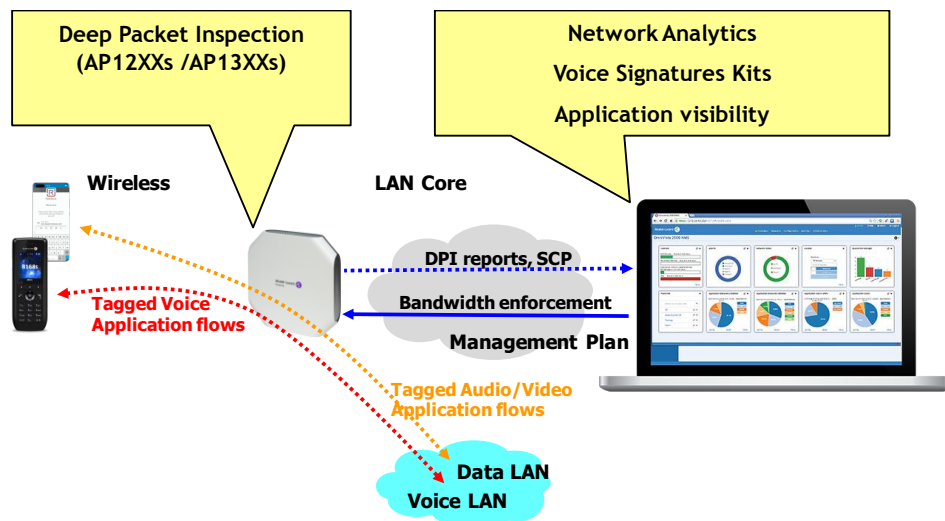 Deep Packet Inspection
(AP12XXs /AP13XXs)
Network Analytics
Voice Signatures Kits
Application visibility
Wireless
LAN Core
8168s
DPI reports, SCP
Bandwidth enforcement
Management Plan
Tagged Voice
Application flows
Tagged Audio/Video
Application flows
Data LAN
Voice LAN